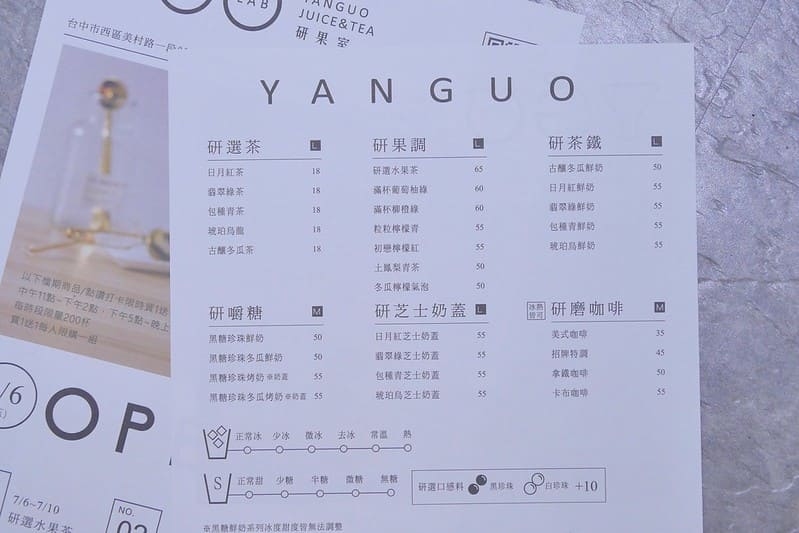 LAB
YANGUO
JUICE&TEA
研果室
台中市西區美村路一段
YANGUO
研選茶 L
日月紅茶 18
翡翠綠茶 18
包種青茶 18
琥珀烏龍 18
古釀冬瓜茶 18
研果調 L
研選水果茶 65
滿杯葡萄柚綠 60
滿杯柳橙綠 60
粒粒檸檬青 55
初戀檸檬紅 55
土鳳梨青茶 50
冬瓜檸檬氣泡 50
研茶鐵 L
古釀冬瓜鮮奶 50
日月紅鮮奶 55
翡翠綠鮮奶 55
包種青鮮奶 55
琥珀烏鮮奶 55
研嚼糖 M
黑糖珍珠鮮奶 50
黑糖珍珠冬瓜鮮奶 50
黑糖珍珠烤奶※奶蓋 55
黑糖珍珠冬瓜烤奶※奶蓋 55
研芝士奶蓋 L
日月紅芝士奶蓋 55
翡翠綠芝士奶蓋 55
包種青芝士奶蓋 55
琥珀烏芝士奶蓋 55
冰熱皆可 研磨咖啡 M
美式咖啡 35
招牌特調 45
拿鐵咖啡 50
卡布咖啡 55
正常冰 少冰 微冰 去冰 常溫 熱
S 正常甜 少糖 半糖 微糖 無糖
研選口感料 黑珍珠 白珍珠 +10
※黑糖鮮奶系列冰度甜度皆無法調整
以下檔期商品/點讚打卡限時買1送
中午11點~下午2點，下午5點~晚上
每時段限量200杯
買1送1每人限購一組
/6
OP
7/6~7/10
研選水果茶
NO.